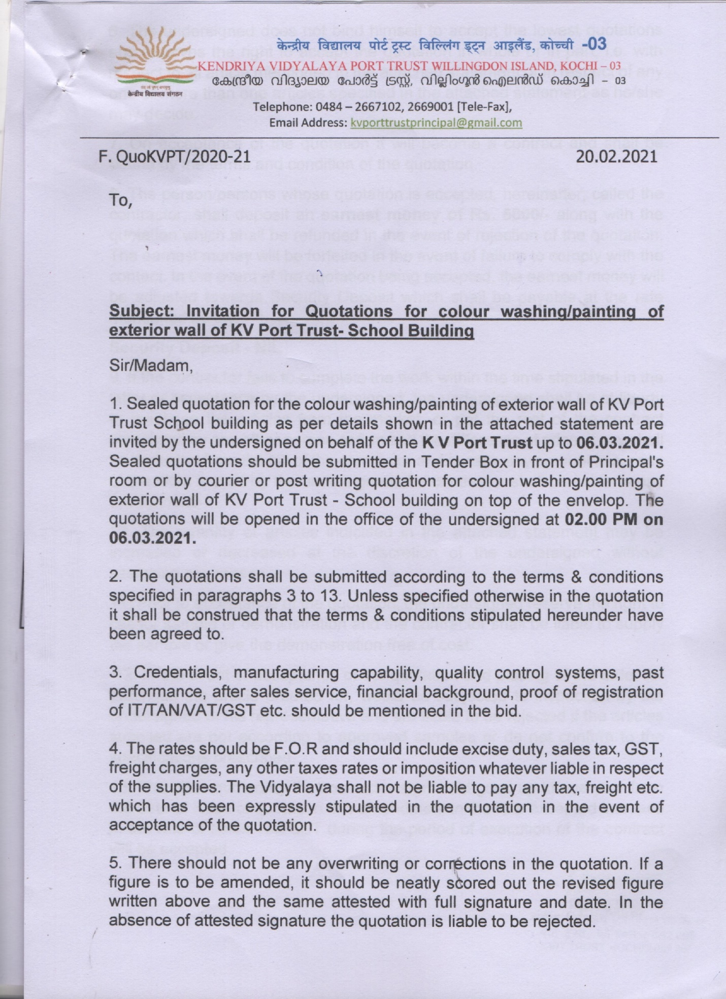 केन्द्रीय विद्यालय पोर्ट ट्रस्ट विल्लिंग इट्न आइलैंड, कोच्ची -03
KENDRIYA VIDYALAYA PORT TRUST WILLINGDON ISLAND, KOCHI – 03
കേന്ദ്രീയ വിദ്യാലയ പോർട്ട് ട്രസ്റ്റ്, വില്ലിംഗ്ടൻ ഐലൻഡ് കൊച്ചി – 03
केन्द्रीय विद्यालय संगठन
Telephone: 0484 – 2667102, 2669001 [Tele-Fax],
Email Address: kvporttrustprincipal@gmail.com
F. QuoKVPT/2020-21 20.02.2021
To,
Subject: Invitation for Quotations for colour washing/painting of
exterior wall of KV Port Trust- School Building
Sir/Madam,
1. Sealed quotation for the colour washing/painting of exterior wall of KV Port
Trust School building as per details shown in the attached statement are
invited by the undersigned on behalf of the K V Port Trust up to 06.03.2021.
Sealed quotations should be submitted in Tender Box in front of Principal's
room or by courier or post writing quotation for colour washing/painting of
exterior wall of KV Port Trust - School building on top of the envelop. The
quotations will be opened in the office of the undersigned at 02.00 PM on
06.03.2021.
2. The quotations shall be submitted according to the terms & conditions
specified in paragraphs 3 to 13. Unless specified otherwise in the quotation
it shall be construed that the terms & conditions stipulated hereunder have
been agreed to.
3. Credentials, manufacturing capability, quality control systems, past
performance, after sales service, financial background, proof of registration
of IT/TAN/VAT/GST etc. should be mentioned in the bid.
4. The rates should be F.O.R and should include excise duty, sales tax, GST,
freight charges, any other taxes rates or imposition whatever liable in respect
of the supplies. The Vidyalaya shall not be liable to pay any tax, freight etc.
which has been expressly stipulated in the quotation in the event of
acceptance of the quotation.
5. There should not be any overwriting or corrections in the quotation. If a
figure is to be amended, it should be neatly scored out the revised figure
written above and the same attested with full signature and date. In the
absence of attested signature the quotation is liable to be rejected.